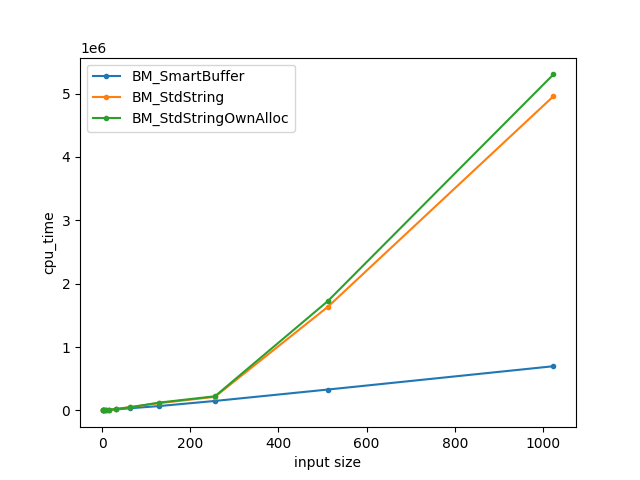 1e6
BM_SmartBuffer
BM_StdString
BM_StdStringOwnAlloc
5
4
3
2
1
0
cpu_time
0 200 400 600 800 1000
input size